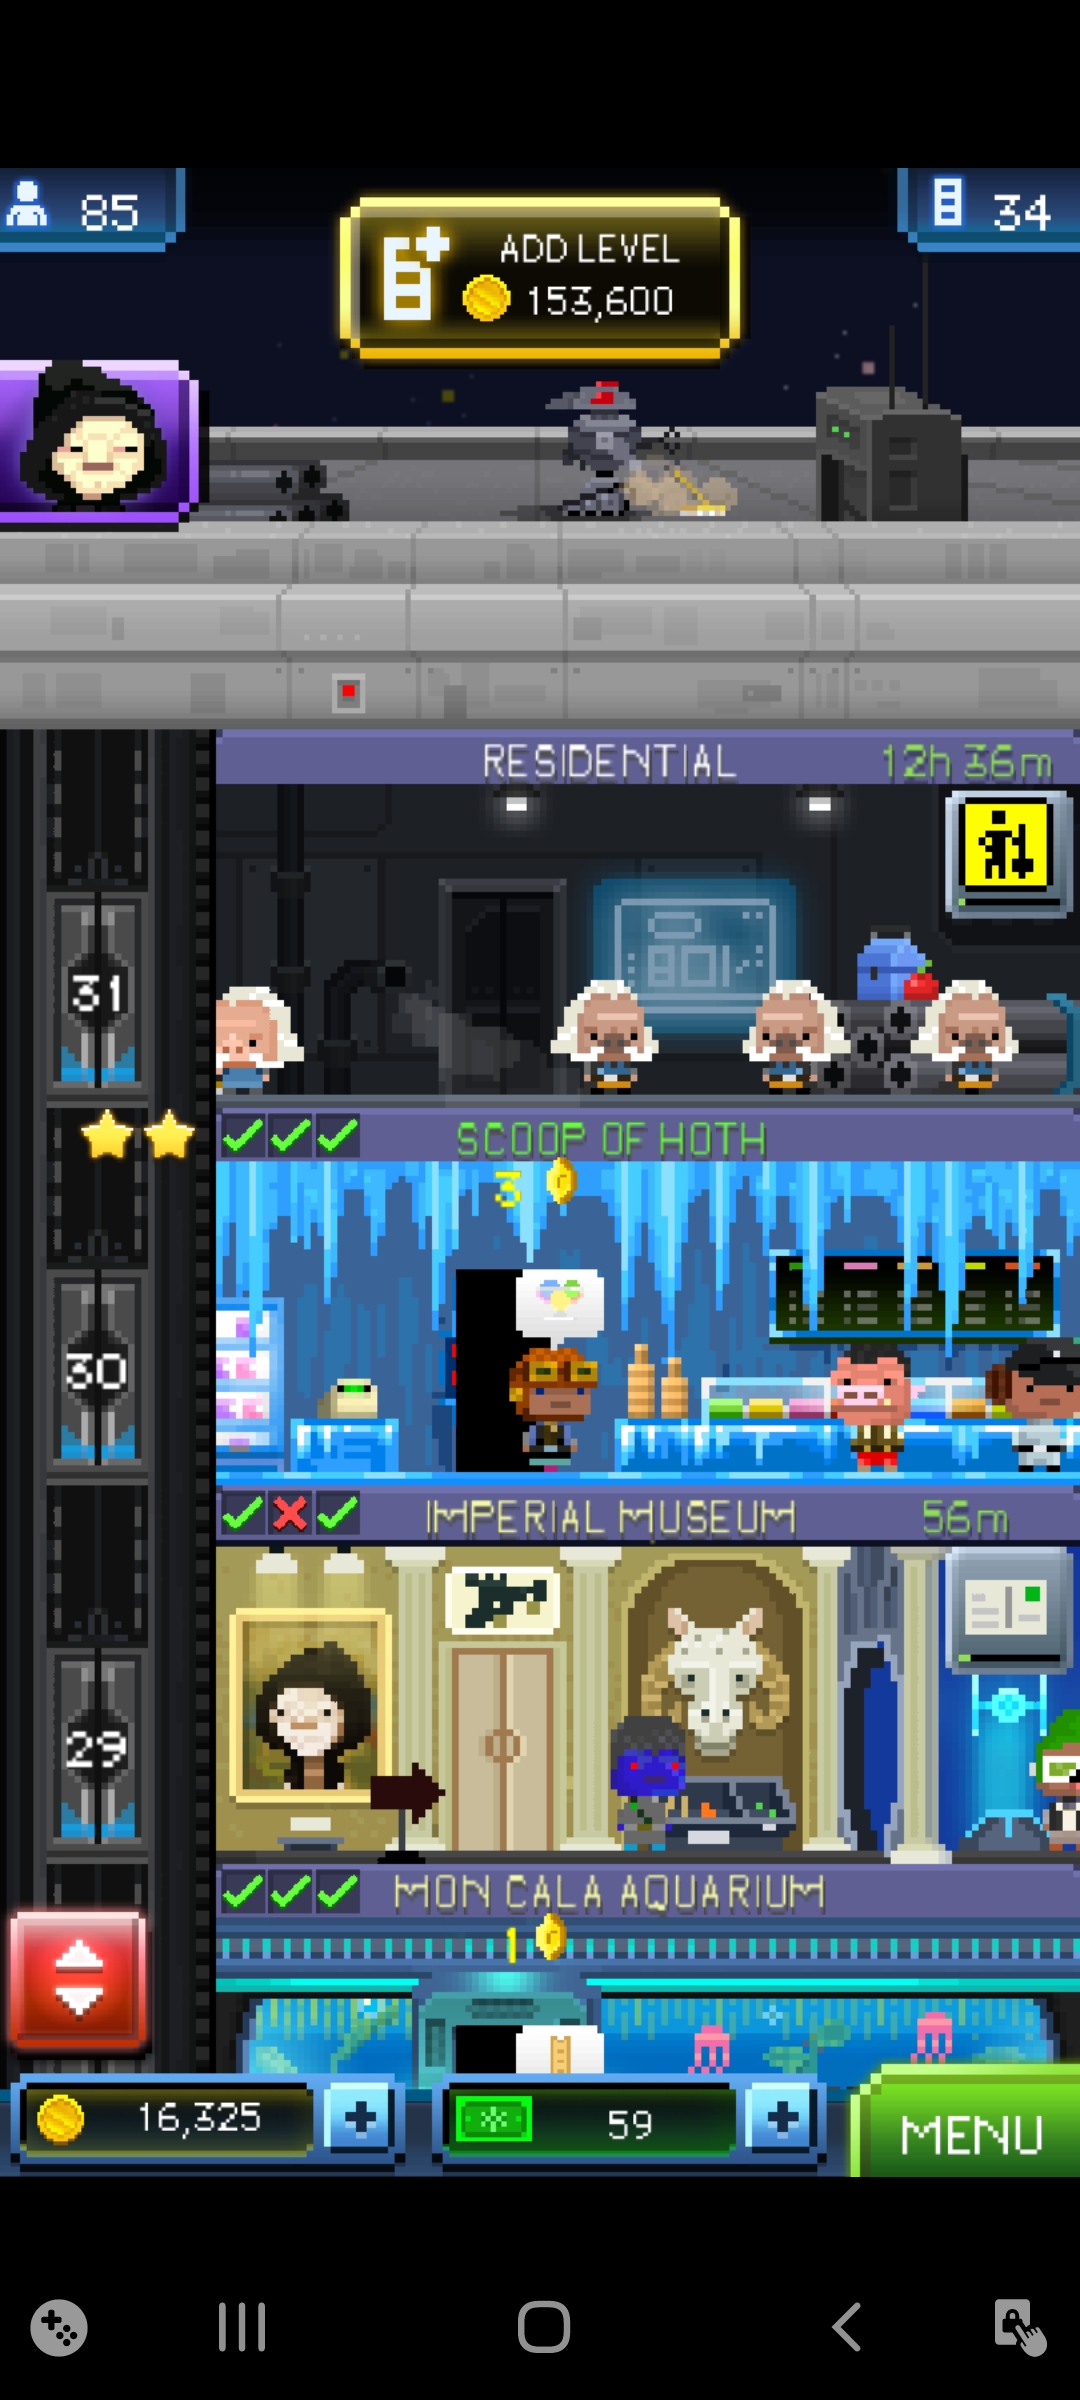 85
ADD LEVEL
153,600
34
RESIDENTIAL
12h 36m
31
SCOOP OF HOTH
3
30
IMPERIAL MUSEUM
56m
29
MON CALA AQUARIUM
1
16,325
59
MENU